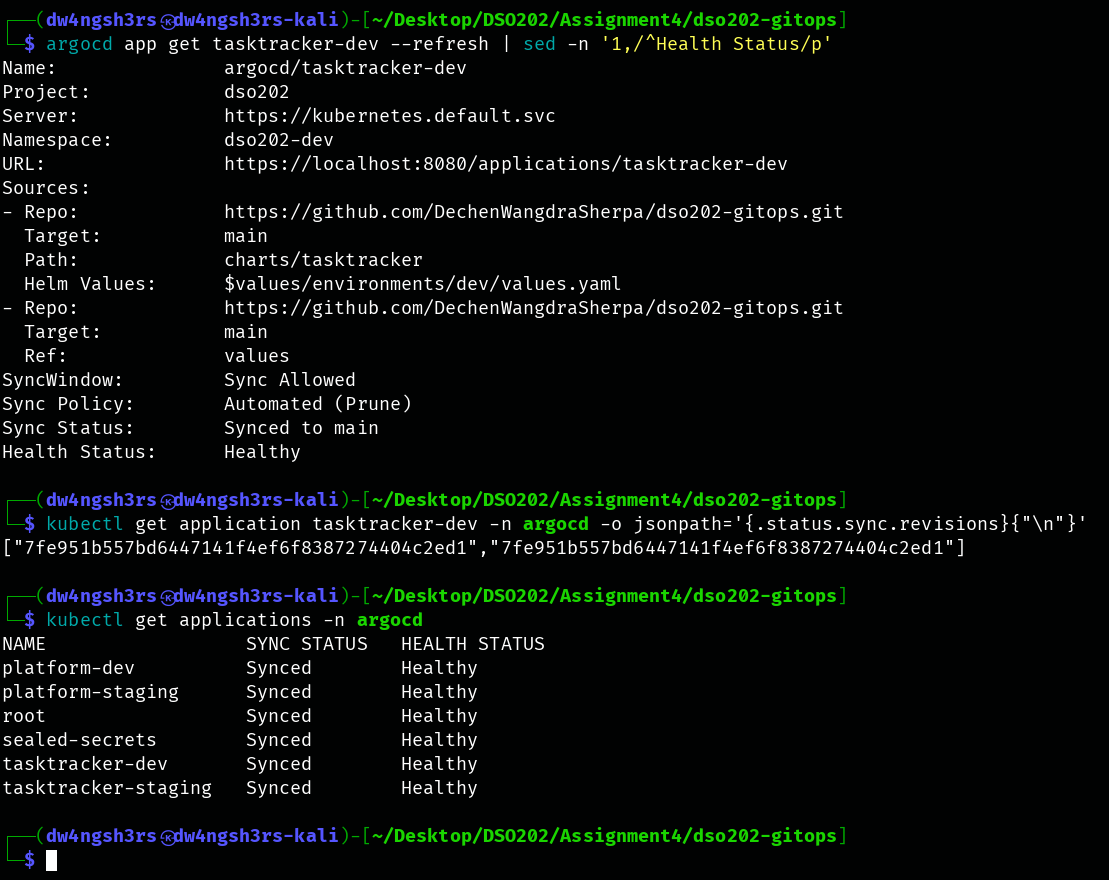 ┌──(dw4ngsh3rs㉿dw4ngsh3rs-kali)-[~/Desktop/DSO202/Assignment4/dso202-gitops]
└─$ argocd app get tasktracker-dev --refresh | sed -n '1,/^Health Status/p'
Name:               argocd/tasktracker-dev
Project:            dso202
Server:             https://kubernetes.default.svc
Namespace:          dso202-dev
URL:                https://localhost:8080/applications/tasktracker-dev
Sources:
- Repo:             https://github.com/DechenWangdraSherpa/dso202-gitops.git
  Target:           main
  Path:             charts/tasktracker
  Helm Values:      $values/environments/dev/values.yaml
- Repo:             https://github.com/DechenWangdraSherpa/dso202-gitops.git
  Target:           main
  Ref:              values
SyncWindow:         Sync Allowed
Sync Policy:        Automated (Prune)
Sync Status:        Synced to main
Health Status:      Healthy
┌──(dw4ngsh3rs㉿dw4ngsh3rs-kali)-[~/Desktop/DSO202/Assignment4/dso202-gitops]
└─$ kubectl get application tasktracker-dev -n argocd -o jsonpath='{.status.sync.revisions}{"\n"}'
["7fe951b557bd6447141f4ef6f8387274404c2ed1","7fe951b557bd6447141f4ef6f8387274404c2ed1"]
┌──(dw4ngsh3rs㉿dw4ngsh3rs-kali)-[~/Desktop/DSO202/Assignment4/dso202-gitops]
└─$ kubectl get applications -n argocd
NAME                  SYNC STATUS   HEALTH STATUS
platform-dev          Synced        Healthy
platform-staging      Synced        Healthy
root                  Synced        Healthy
sealed-secrets        Synced        Healthy
tasktracker-dev       Synced        Healthy
tasktracker-staging   Synced        Healthy
┌──(dw4ngsh3rs㉿dw4ngsh3rs-kali)-[~/Desktop/DSO202/Assignment4/dso202-gitops]
└─$